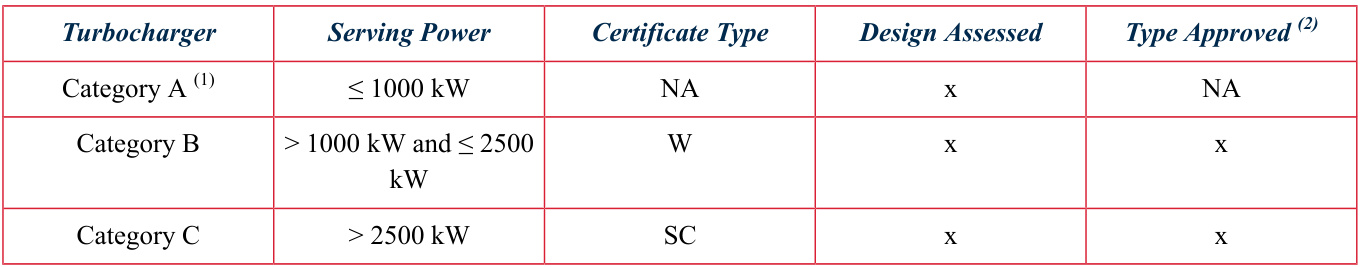 Turbocharger Serving Power Certificate Type Design Assessed Type Approved (2)
Category A (1) ≤ 1000 kW NA x NA
Category B > 1000 kW and ≤ 2500 W x x
kW
Category C > 2500 kW SC x x